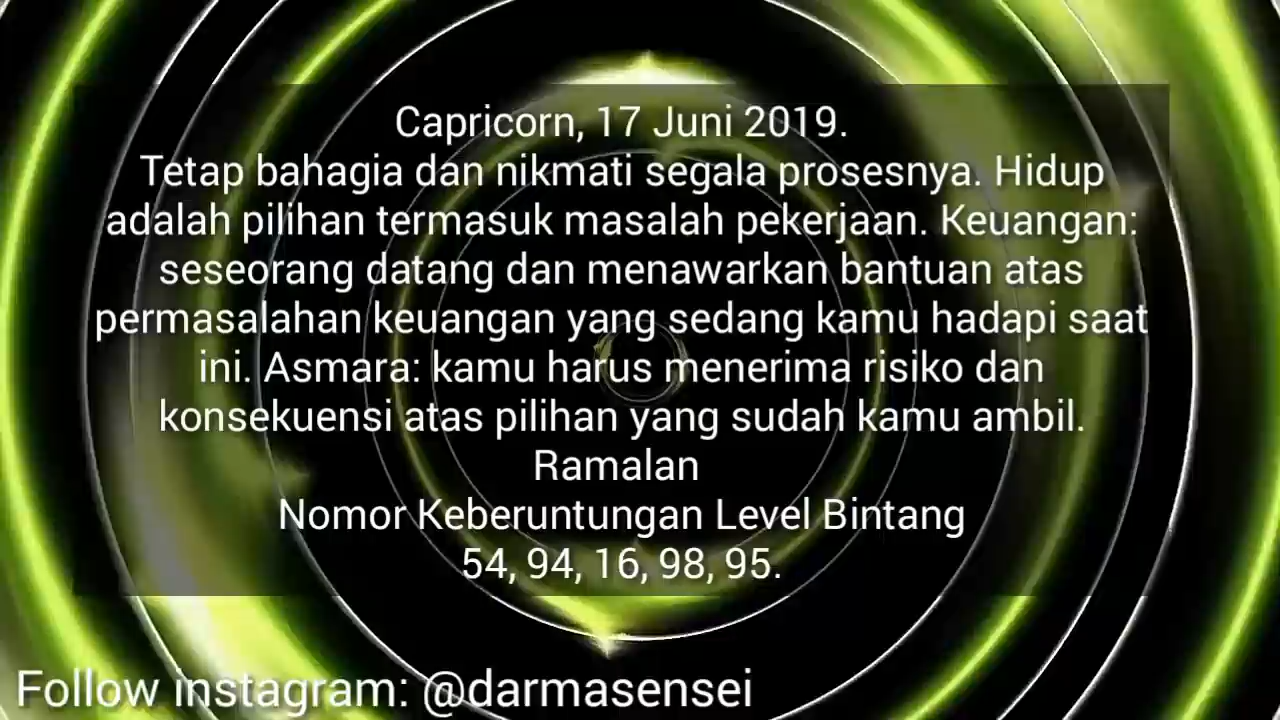 Capricorn, 17 Juni 2019.
Tetap bahagia dan nikmati segala prosesnya. Hidup
adalah pilihan termasuk masalah pekerjaan. Keuangan:
seseorang datang dan menawarkan bantuan atas
permasalahan keuangan yang sedang kamu hadapi saat
ini. Asmara: kamu harus menerima risiko dan
konsekuensi atas pilihan yang sudah kamu ambil.
Ramalan
Nomor Keberuntungan Level Bintang
54, 94, 16, 98, 95.
Follow instagram: @darmasensei